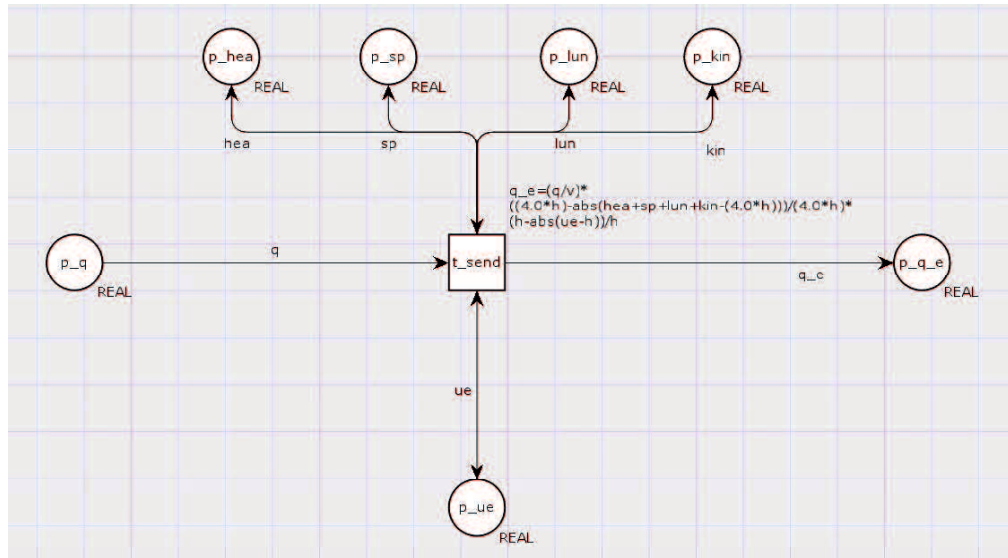 p_hea
p_sp
p_lun
p_kin
REAL
REAL
REAL
REAL
hea
sp
lun
kin
q_e=(q/v)*
((4.0*h)-abs(hea+sp+lun+kin-(4.0*h)))/(4.0*h)*
(h-abs(ue-h))/h
p_q
q
t_send
q_c
p_q_e
REAL
REAL
ue
p_ue
REAL